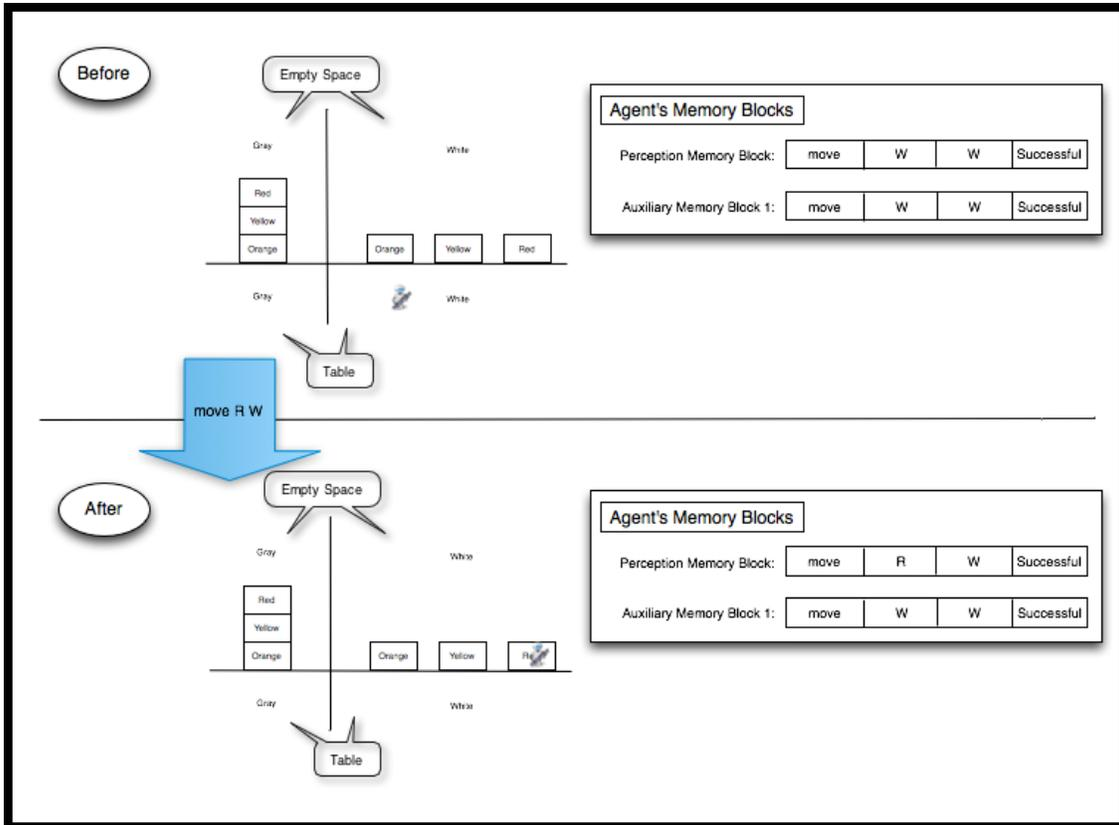 Before
Empty Space
Gray
White
Red
Yellow
Orange
Orange
Yellow
Red
Gray
White
Table
Agent's Memory Blocks
Perception Memory Block: move W W Successful
Auxiliary Memory Block 1: move W W Successful
move R W
After
Empty Space
Gray
White
Red
Yellow
Orange
Orange
Yellow
Gray
White
Table
Agent's Memory Blocks
Perception Memory Block: move R W Successful
Auxiliary Memory Block 1: move W W Successful